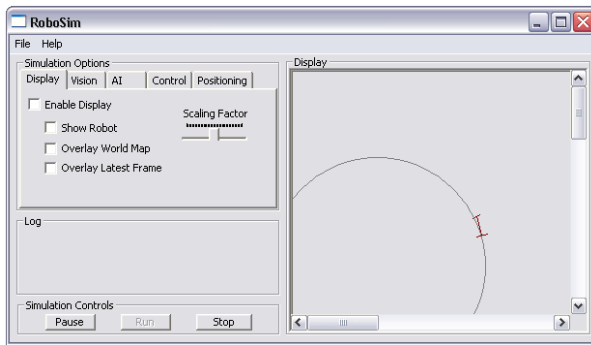 RoboSim
File Help
Simulation Options
Display Vision AI Control Positioning
Enable Display
Scaling Factor
Show Robot
Overlay World Map
Overlay Latest Frame
Log
Simulation Controls
Pause Run Stop
Display